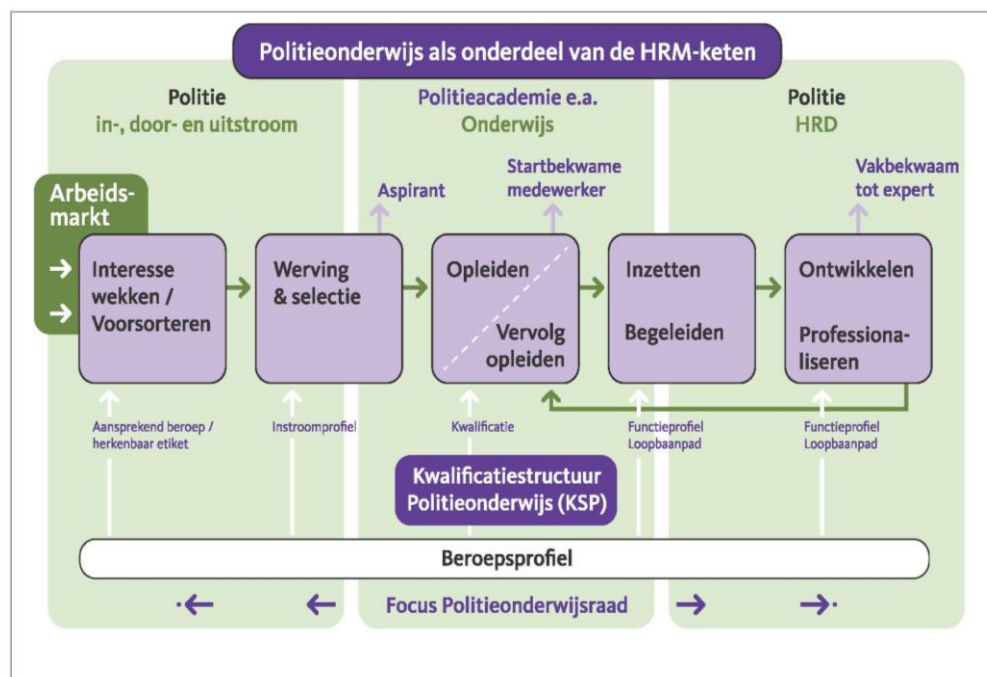 Politieonderwijs als onderdeel van de HRM-keten
Politie
in-, door- en uitstroom
Politieacademie e.a.
Onderwijs
Politie
HRD
Arbeids-
markt
Aspirant
Startbekwame
medewerker
Vakbekwaam
tot expert
Interesse
wekken /
Voorsorteren
Werving
& selectie
Opleiden
Vervolg
opleiden
Inzetten
Begeleiden
Ontwikkelen
Professiona-
liseren
Aansprekend beroep /
herkenbaar etiket
Instroomprofiel
Kwalificatie
Functieprofiel
Loopbaanpad
Functieprofiel
Loopbaanpad
Kwalificatiestructuur
Politieonderwijs (KSP)
Beroepsprofiel
Focus Politieonderwijsraad